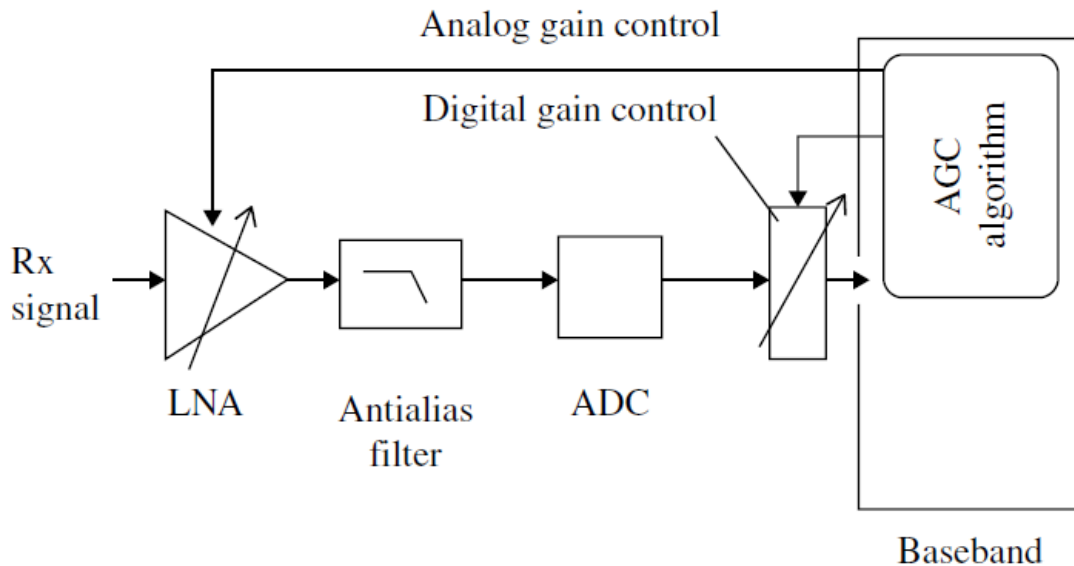 Analog gain control
Digital gain control
AGC
algorithm
Rx
signal
LNA
Antialias
filter
ADC
Baseband